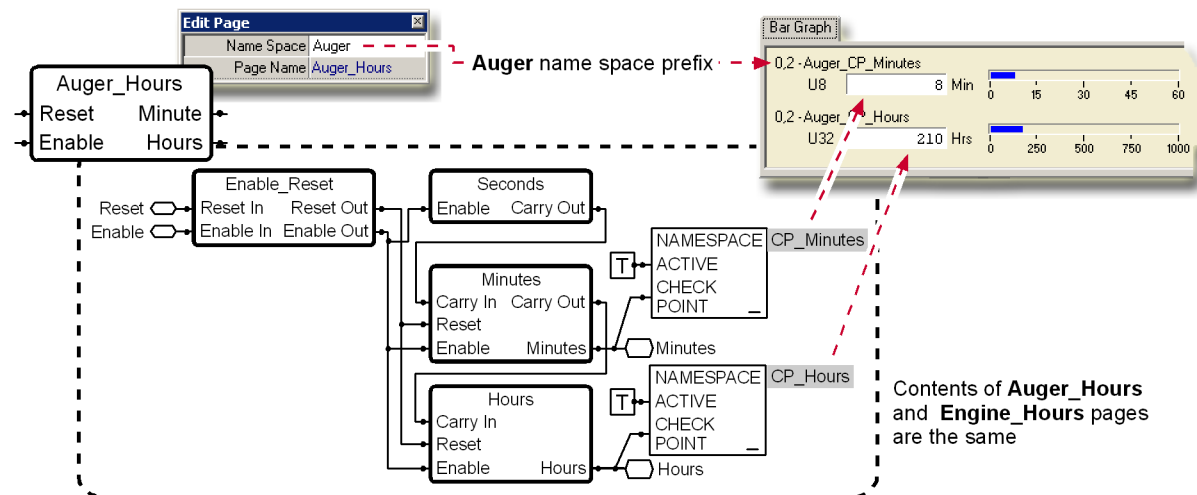 Edit Page
Name Space Auger
Page Name Auger_Hours
Auger name space prefix
Bar Graph
0,2 - Auger_CP_Minutes
U8 8 Min
0 15 30 45 60
0,2 - Auger_CP_Hours
U32 210 Hrs
0 250 500 750 1000
Auger_Hours
Reset Minute
Enable Hours
Reset
Enable
Enable_Reset
Reset In Reset Out
Enable In Enable Out
Seconds
Enable Carry Out
Minutes
Carry In Carry Out
Reset
Enable Minutes
Hours
Carry In
Reset
Enable Hours
NAMESPACE CP_Minutes
T ACTIVE
CHECK
POINT
Minutes
NAMESPACE CP_Hours
T ACTIVE
CHECK
POINT
Hours
Contents of Auger_Hours
and Engine_Hours pages
are the same